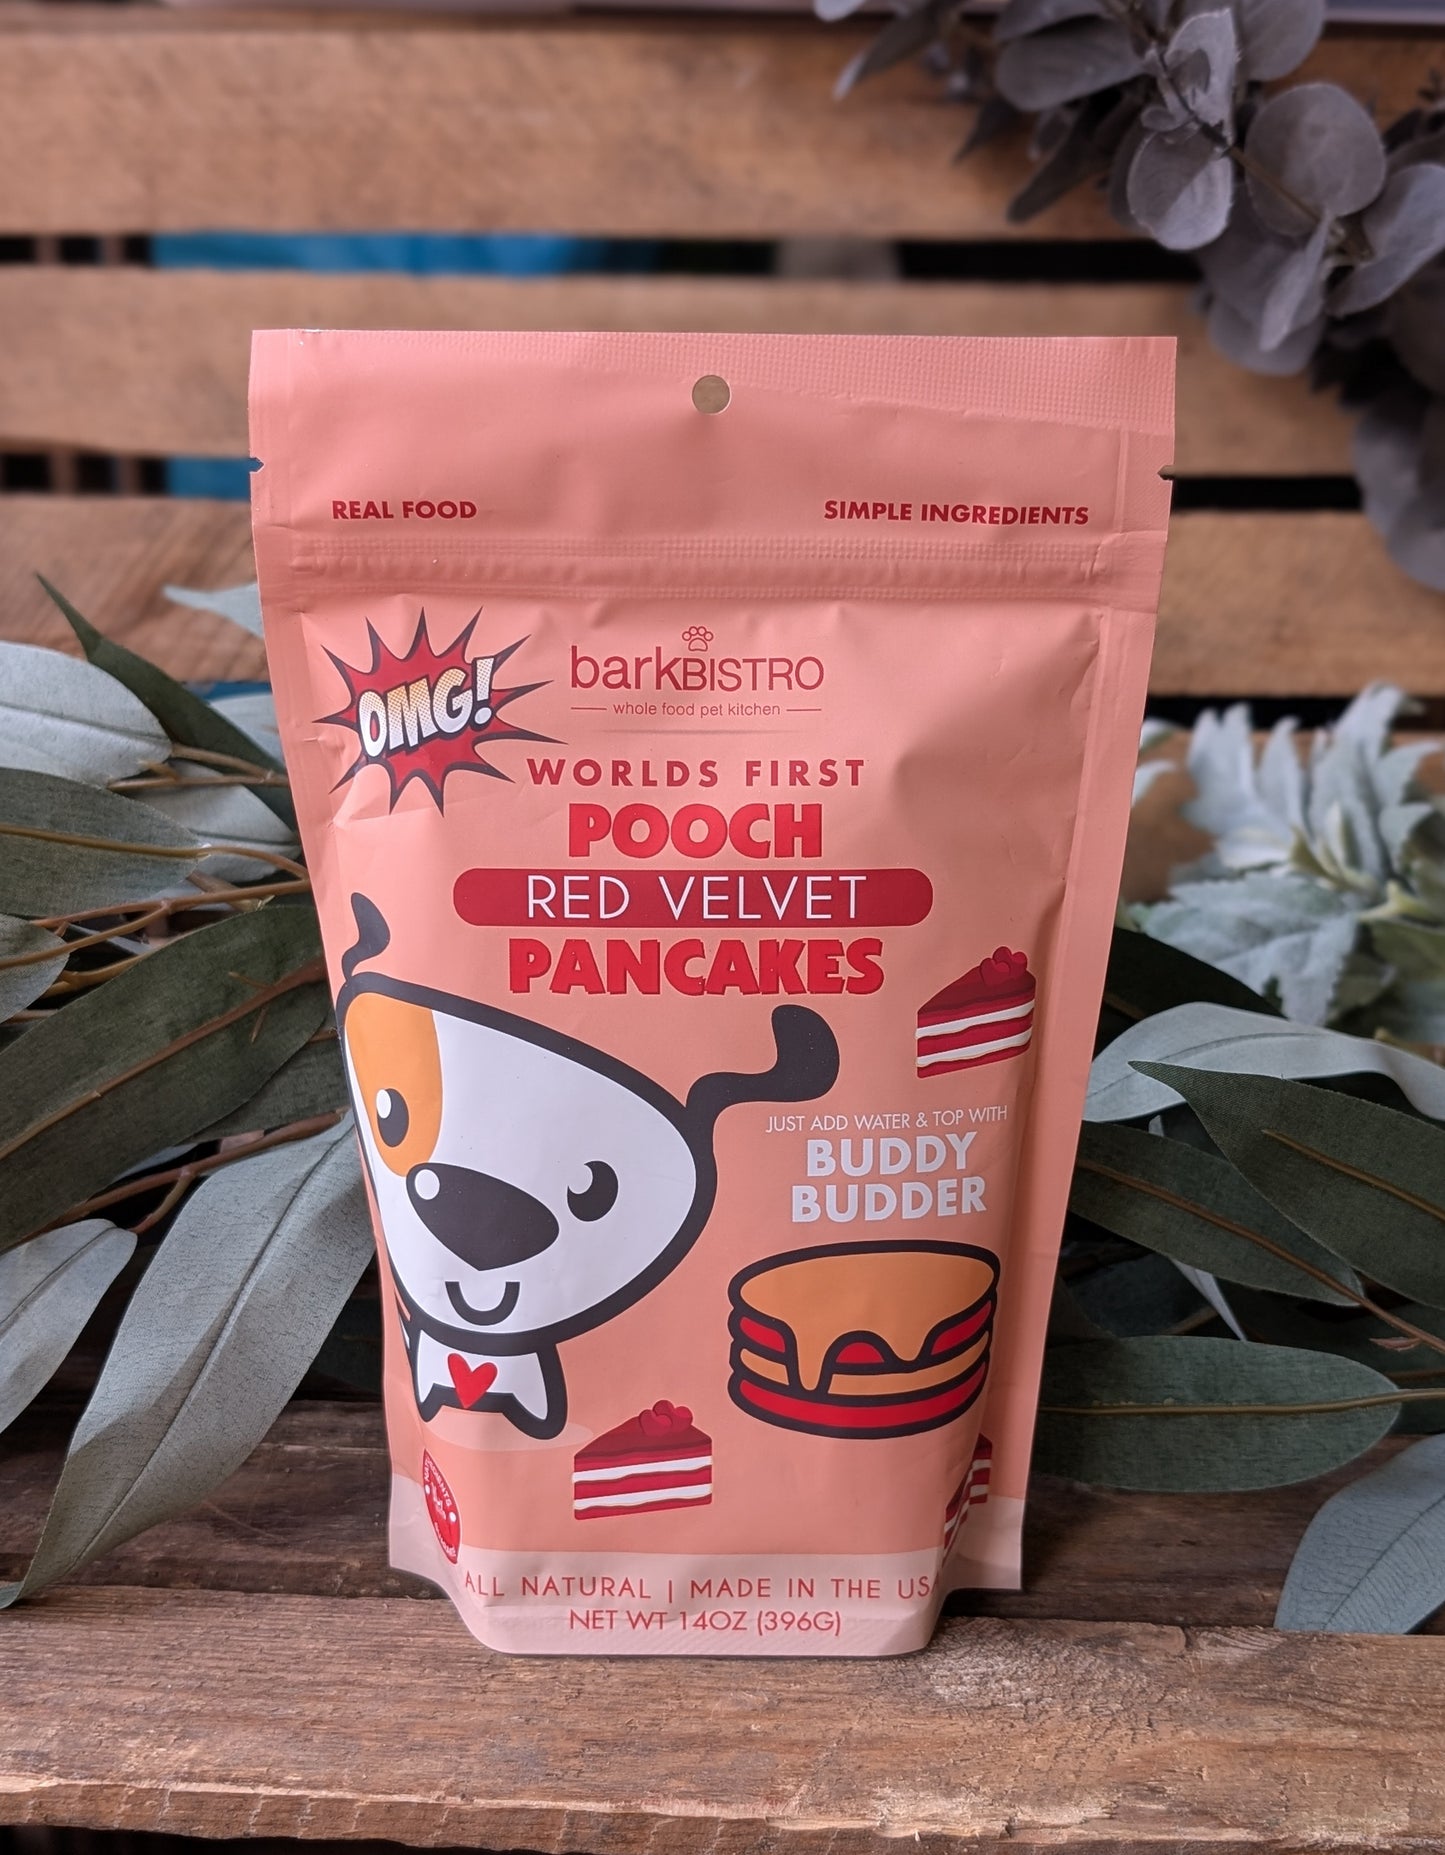 REAL FOOD
SIMPLE INGREDIENTS
OMG!
barkBISTRO
whole food pet kitchen
WORLDS FIRST
POOCH
RED VELVET
PANCAKES
JUST ADD WATER & TOP WITH
BUDDY
BUDDER
ALL NATURAL | MADE IN THE USA
NET WT 14OZ (396G)